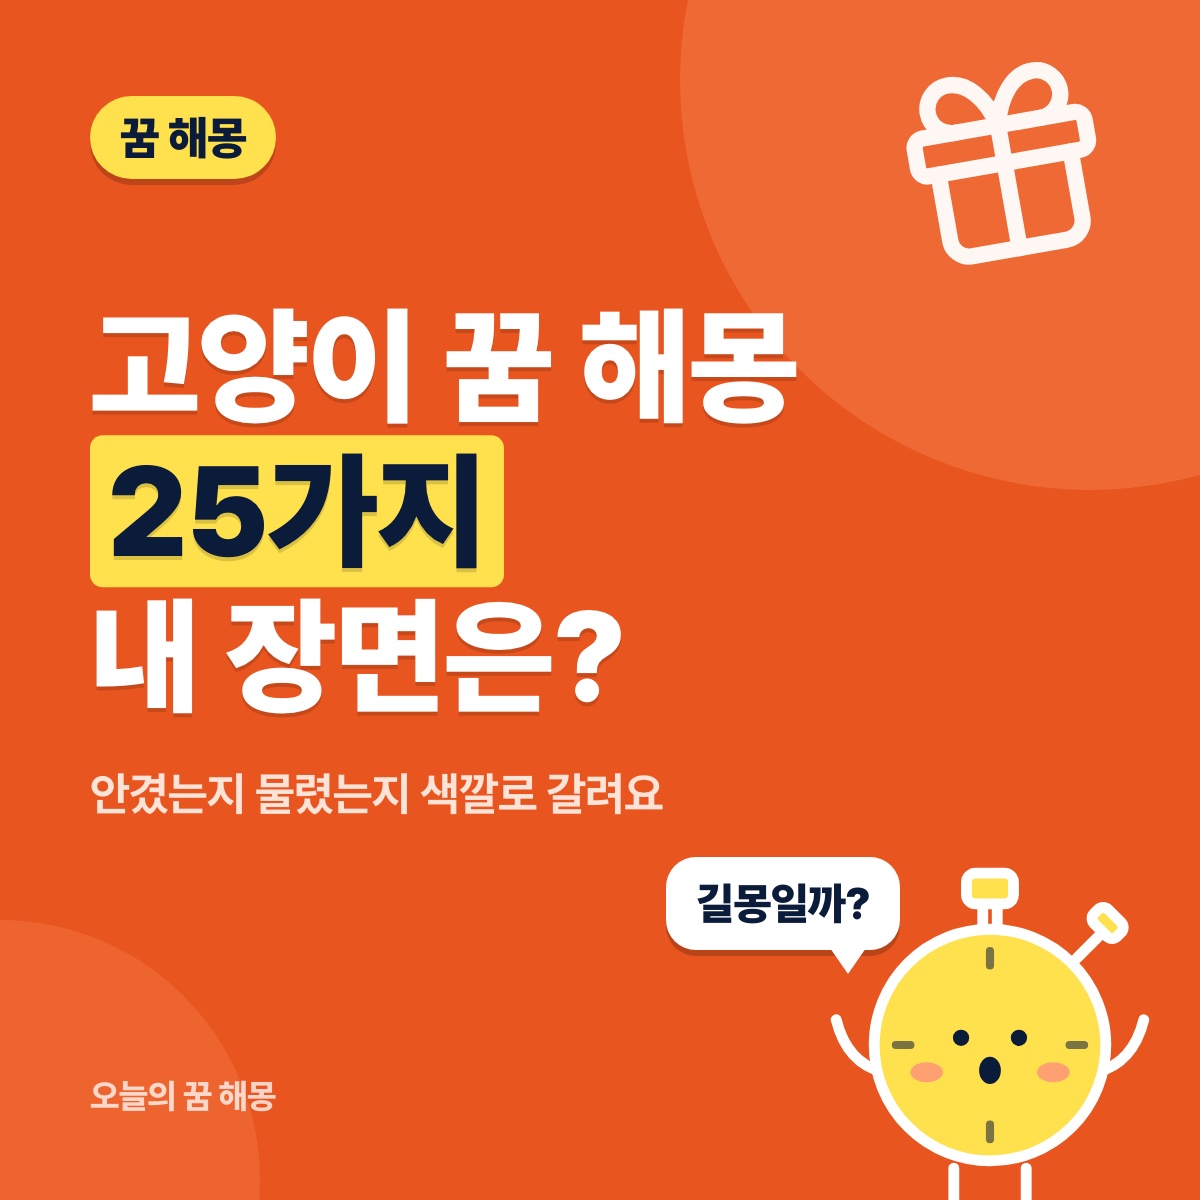 꿈 해몽
고양이 꿈 해몽
25가지
내 장면은?
안겼는지 물렸는지 색깔로 갈려요
길몽일까?
오늘의 꿈 해몽